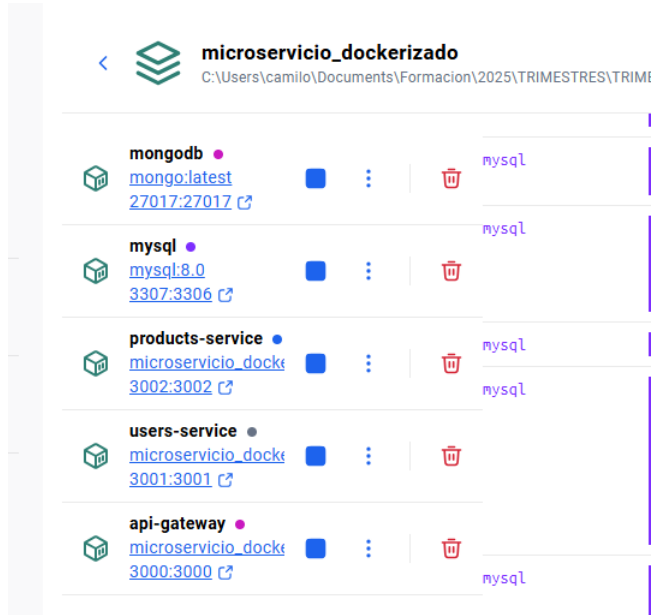 microservicio_dockerizado
C:\Users\camilo\Documents\Formacion\2025\TRIMESTRES\TRIME
mongodb
mongo:latest
27017:27017
mysql
mysql:8.0
3307:3306
products-service
microservicio_docke
3002:3002
users-service
microservicio_docke
3001:3001
api-gateway
microservicio_docke
3000:3000
mysql
mysql
mysql
mysql
mysql